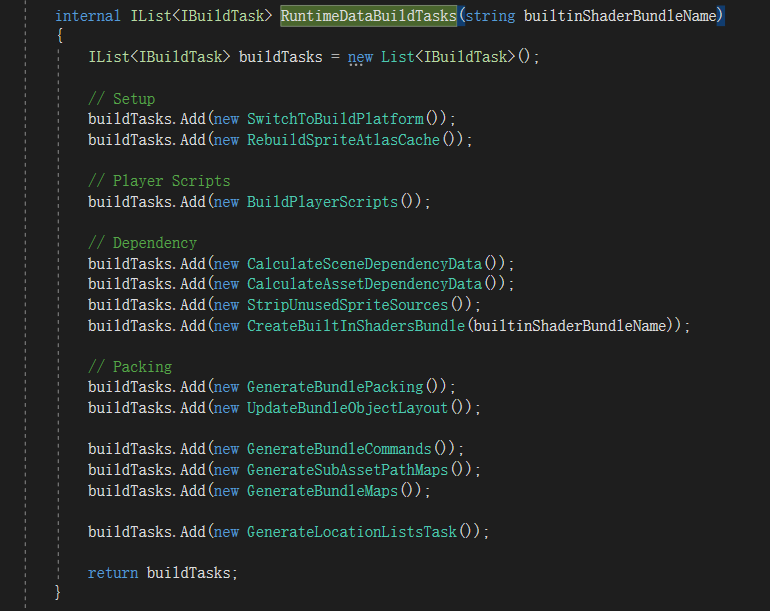 internal IList<IBuildTask> RuntimeDataBuildTasks(string builtinShaderBundleName)
{
IList<IBuildTask> buildTasks = new List<IBuildTask>();
// Setup
buildTasks.Add(new SwitchToBuildPlatform());
buildTasks.Add(new RebuildSpriteAtlasCache());
// Player Scripts
buildTasks.Add(new BuildPlayerScripts());
// Dependency
buildTasks.Add(new CalculateSceneDependencyData());
buildTasks.Add(new CalculateAssetDependencyData());
buildTasks.Add(new StripUnusedSpriteSources());
buildTasks.Add(new CreateBuiltInShadersBundle(builtinShaderBundleName));
// Packing
buildTasks.Add(new GenerateBundlePacking());
buildTasks.Add(new UpdateBundleObjectLayout());
buildTasks.Add(new GenerateBundleCommands());
buildTasks.Add(new GenerateSubAssetPathMaps());
buildTasks.Add(new GenerateBundleMaps());
buildTasks.Add(new GenerateLocationListsTask());
return buildTasks;
}